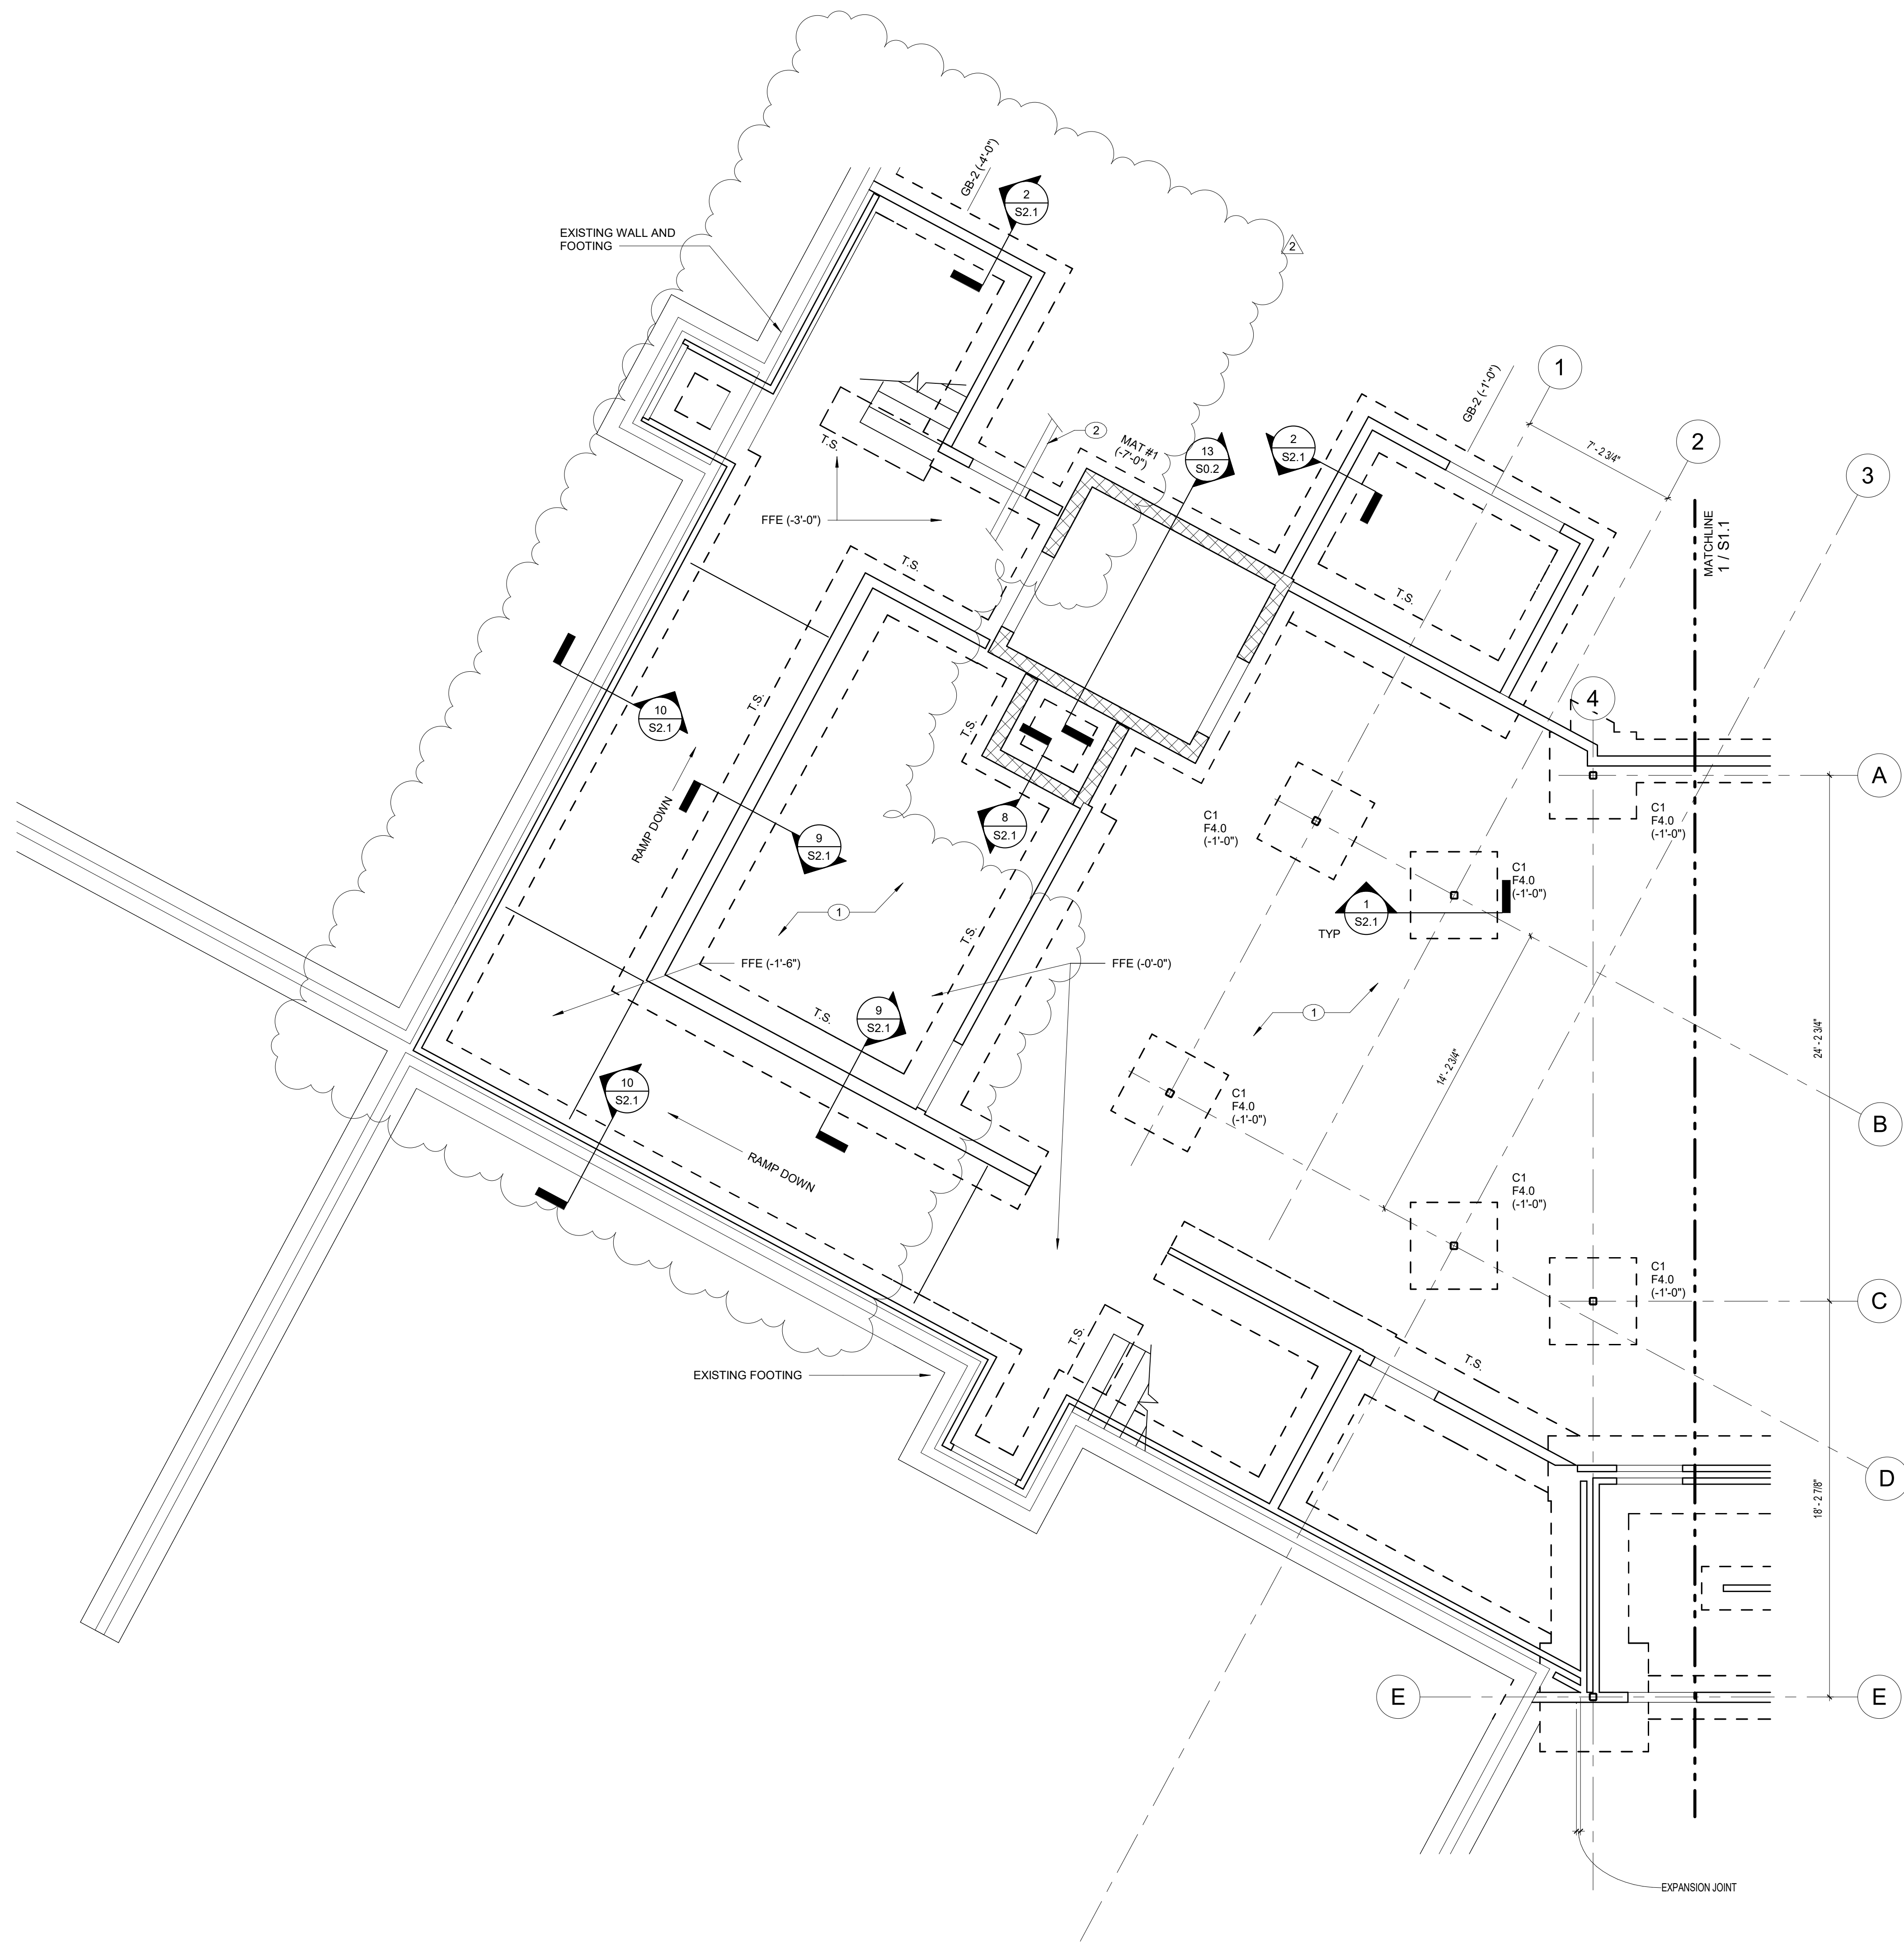 GB-2 (-4'-0")
2
S2.1
EXISTING WALL AND
FOOTING
2
GB-2 (-1'-0")
1
7' - 2 3/4"
2
3
T.S.
2
MAT #1
(-7'-0")
13
S0.2
2
S2.1
MATCHLINE
1 / S1.1
FFE (-3'-0")
T.S.
T.S.
4
10
S2.1
T.S.
T.S.
A
RAMP DOWN
9
S2.1
8
S2.1
C1
F4.0
(-1'-0")
C1
F4.0
(-1'-0")
C1
F4.0
(-1'-0")
1
S2.1
TYP
1
T.S.
FFE (-1'-6")
FFE (-0'-0")
T.S.
9
S2.1
1
24' - 2 3/4"
14' - 2 3/4"
10
S2.1
C1
F4.0
(-1'-0")
B
RAMP DOWN
C1
F4.0
(-1'-0")
C1
F4.0
(-1'-0")
C
T.S.
T.S.
EXISTING FOOTING
D
18' - 2 7/8"
E
E
EXPANSION JOINT